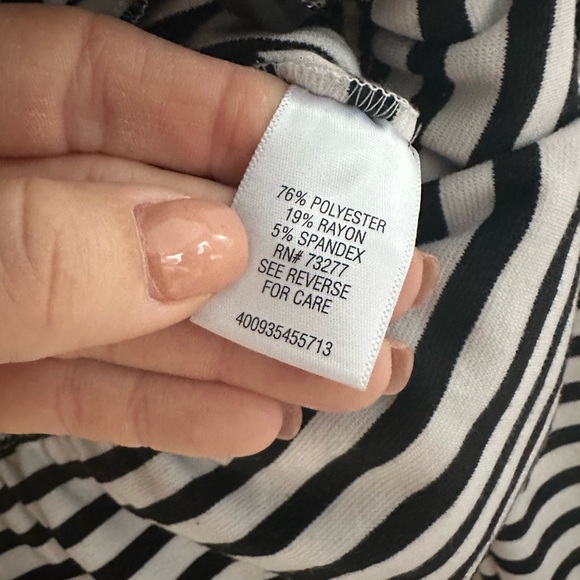 76% POLYESTER
19% RAYON
5% SPANDEX
RN# 73277
SEE REVERSE
FOR CARE
400935455713